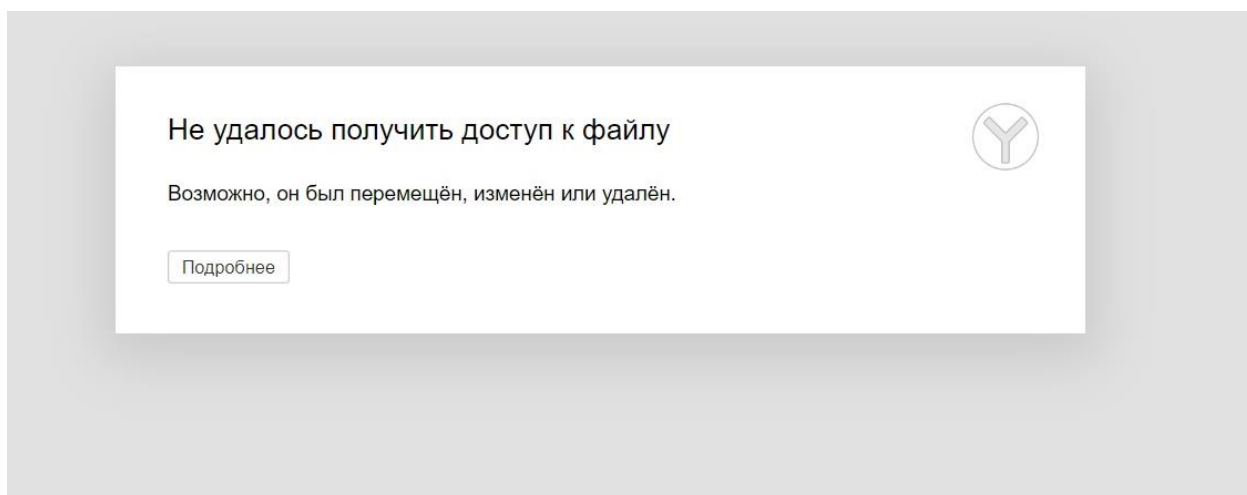 Не удалось получить доступ к файлу
Возможно, он был перемещён, изменён или удалён.
Подробнее